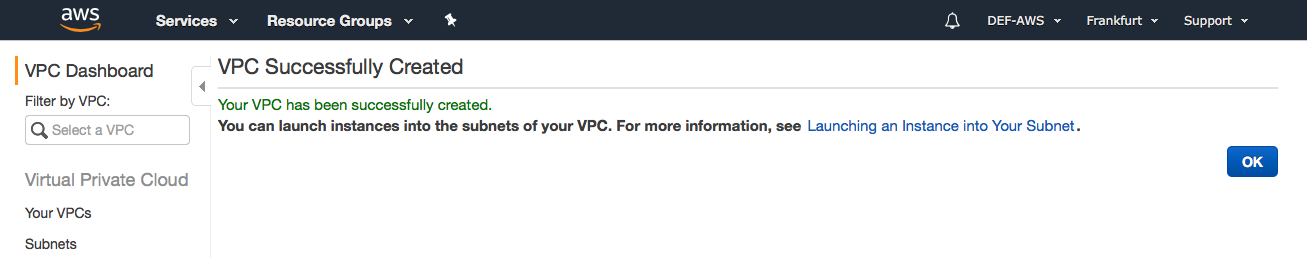 aws Services Resource Groups DEF-AWS Frankfurt Support
VPC Dashboard
Filter by VPC:
Select a VPC
Virtual Private Cloud
Your VPCs
Subnets
VPC Successfully Created
Your VPC has been successfully created.
You can launch instances into the subnets of your VPC. For more information, see Launching an Instance into Your Subnet.
OK